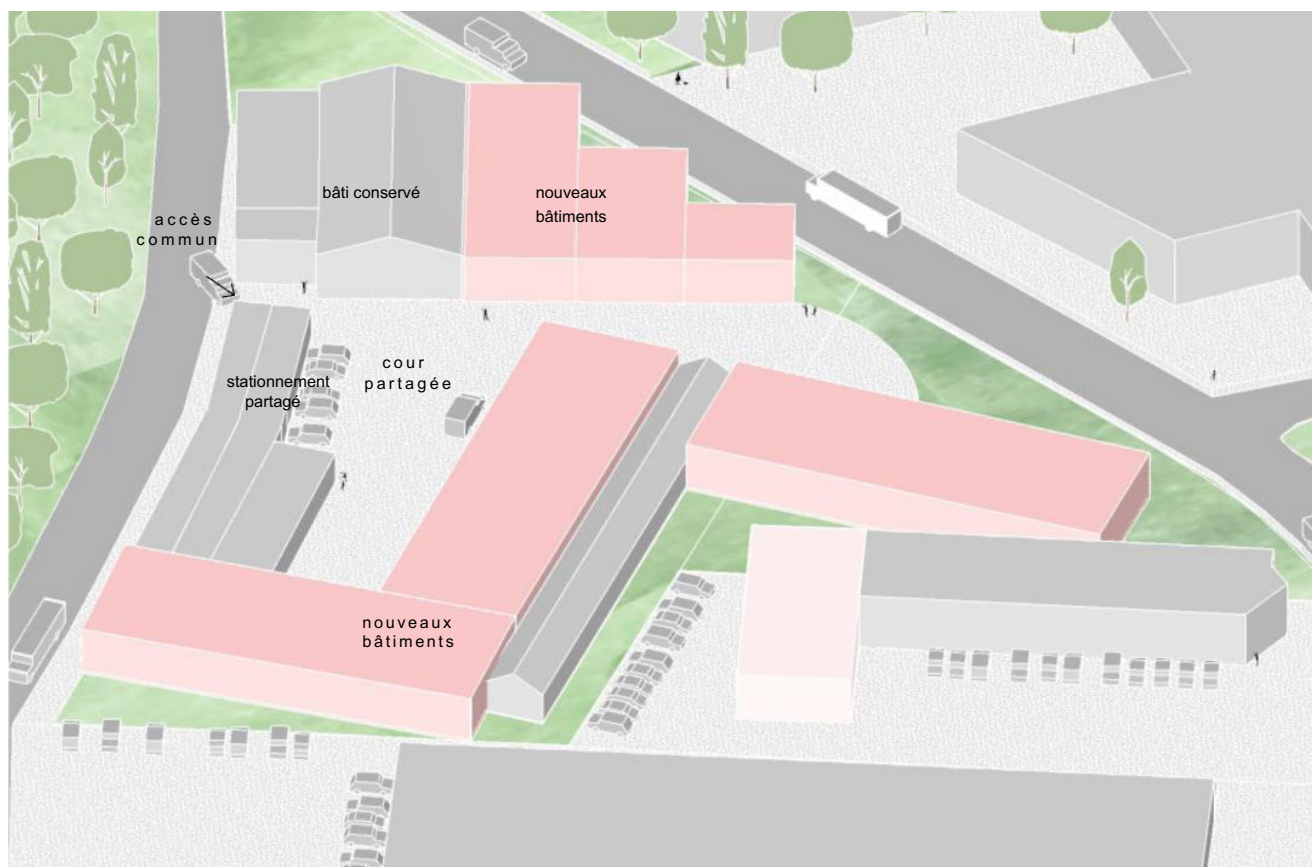 bâti conservé
nouveaux
bâtiments
accès
commun
cour
partagée
stationnement
partagé
nouveaux
bâtiments